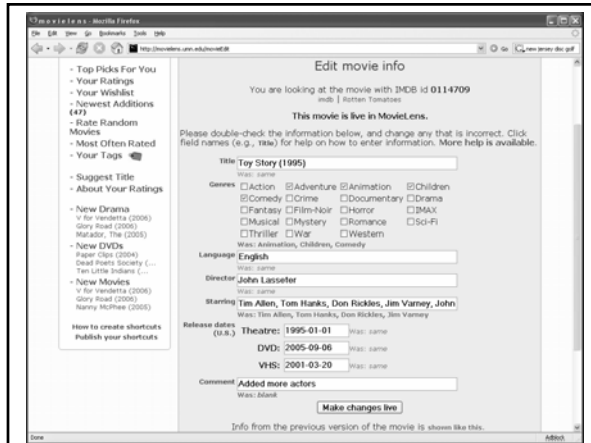 movielens - Mozilla Firefox
File Edit View Go Bookmarks Tools Help
http://movielens.umn.edu/movieEdit
Go
new jersey disc golf
- Top Picks For You
- Your Ratings
- Your Wishlist
- Newest Additions
(47)
- Rate Random
Movies
- Most Often Rated
- Your Tags
- Suggest Title
- About Your Ratings
- New Drama
V for Vendetta (2006)
Glory Road (2006)
Matador, The (2005)
- New DVDs
Paper Clips (2004)
Dead Poets Society (...
Ten Little Indians (...
- New Movies
V for Vendetta (2006)
Glory Road (2006)
Nanny McPhee (2005)
How to create shortcuts
Publish your shortcuts
Edit movie info
You are looking at the movie with IMDB id 0114709
imdb | Rotten Tomatoes
This movie is live in MovieLens.
Please double-check the information below, and change any that is incorrect. Click
field names (e.g., Title) for help on how to enter information. More help is available.
Title Toy Story (1995)
Was: same
Genres Action Adventure Animation Children
Comedy Crime Documentary Drama
Fantasy Film-Noir Horror IMAX
Musical Mystery Romance Sci-Fi
Thriller War Western
Was: Animation, Children, Comedy
Language English
Was: same
Director John Lasseter
Was: same
Starring Tim Allen, Tom Hanks, Don Rickles, Jim Varney, John
Was: Tim Allen, Tom Hanks, Don Rickles, Jim Varney
Release dates (U.S.) Theatre: 1995-01-01 Was: same
DVD: 2005-09-06 Was: same
VHS: 2001-03-20 Was: same
Comment Added more actors
Was: blank
Make changes live
Info from the previous version of the movie is shown like this.
Done
Adblock